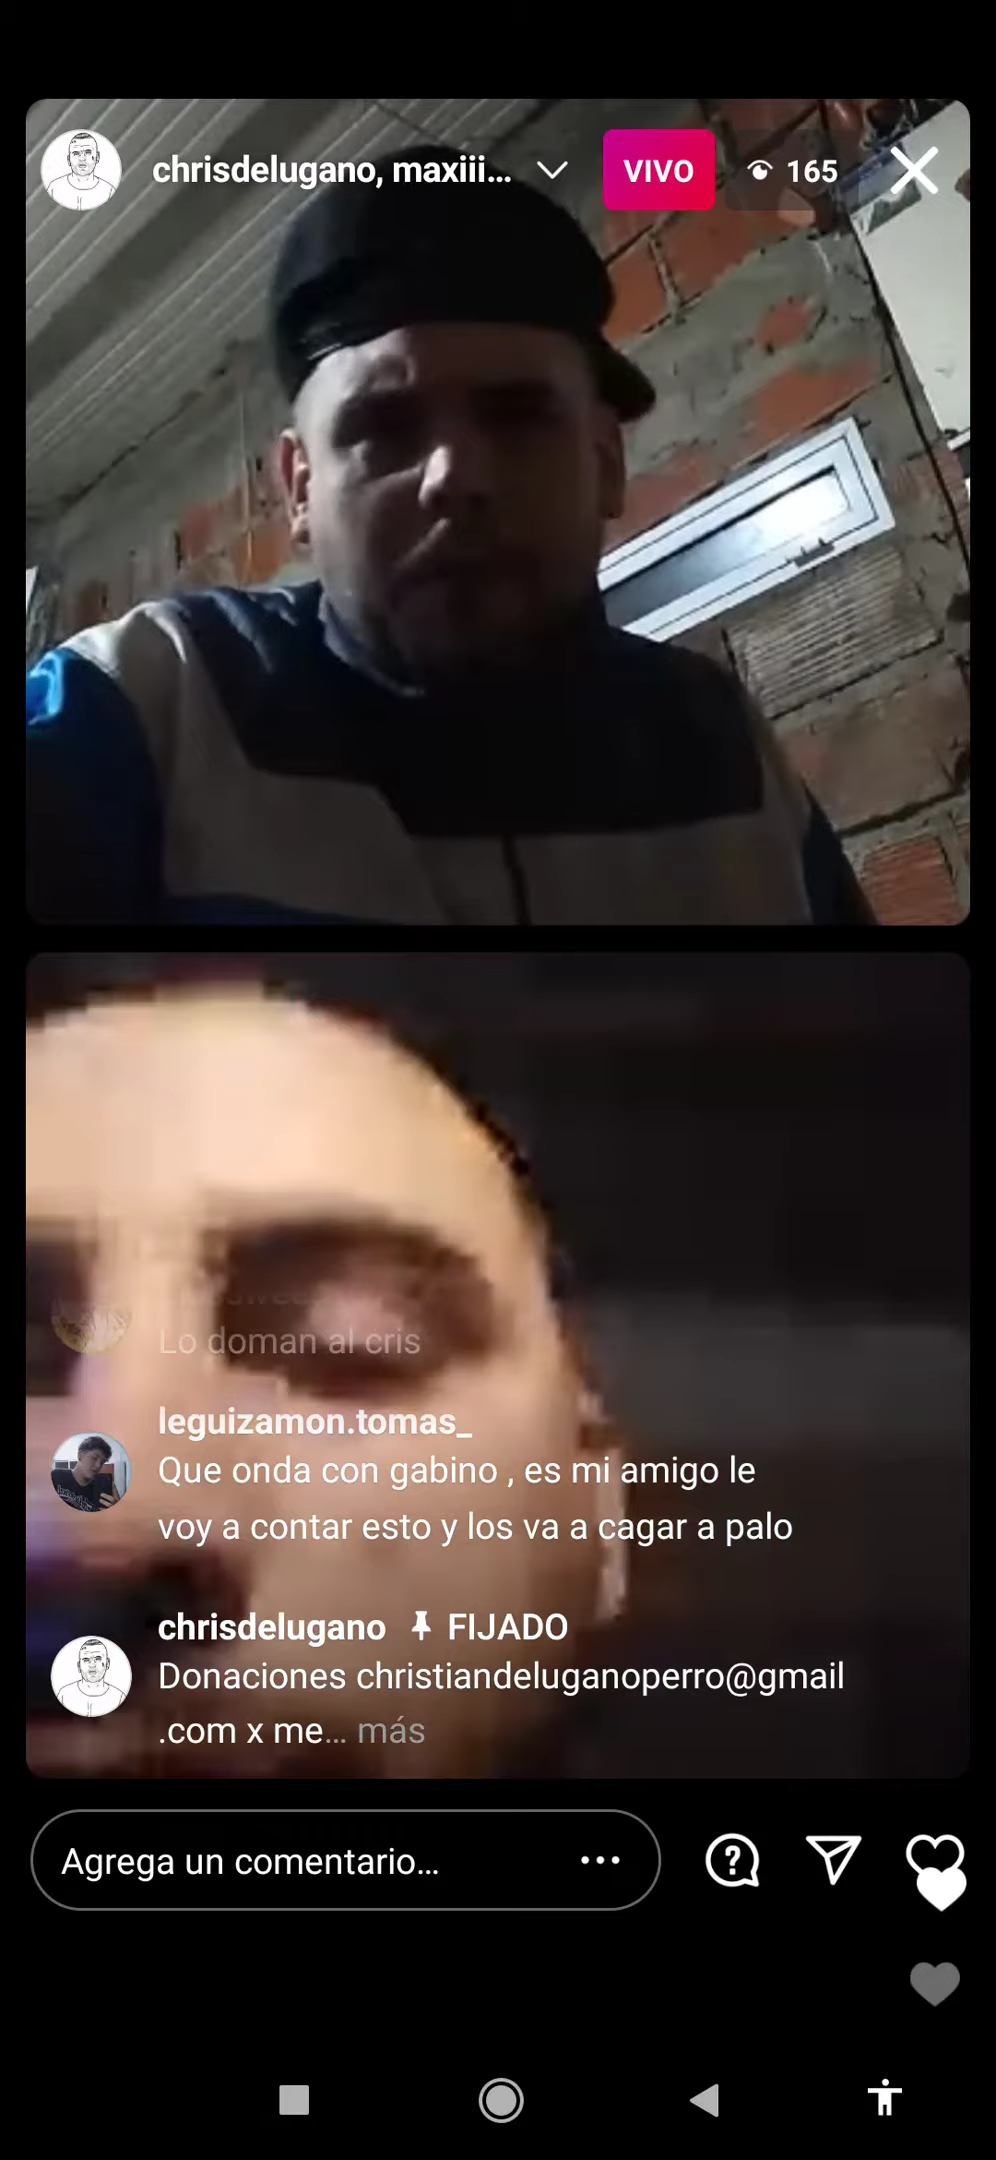 chrisdelugano, maxiii...
VIVO
165
Lo doman al cris
leguizamon.tomas_
Que onda con gabino , es mi amigo le
voy a contar esto y los va a cagar a palo
chrisdelugano FIJADO
Donaciones christiandeluganoperro@gmail
.com x me... más
Agrega un comentario...